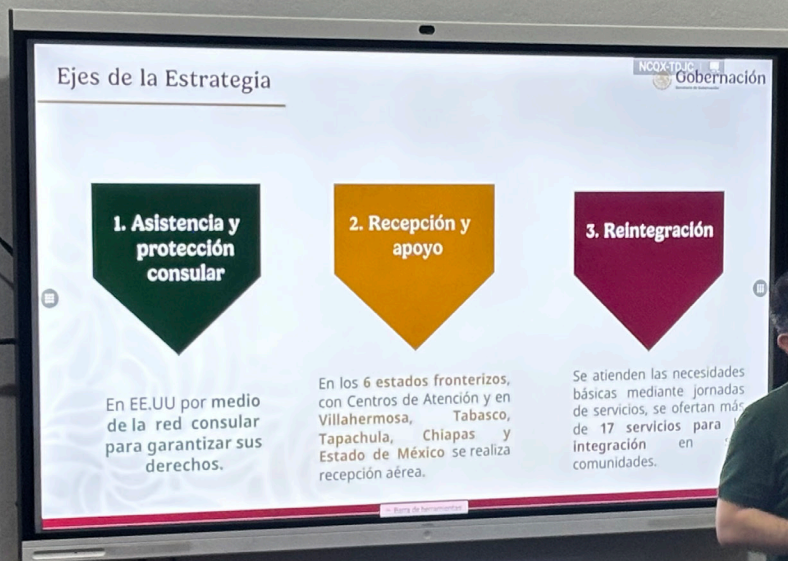 Ejes de la Estrategia
NCQX-TDJC
Gobernación
1. Asistencia y
protección
consular
2. Recepción y
apoyo
3. Reintegración
En EE.UU por medio
de la red consular
para garantizar sus
derechos.
En los 6 estados fronterizos,
con Centros de Atención y en
Villahermosa, Tabasco,
Tapachula, Chiapas y
Estado de México se realiza
recepción aérea.
Se atienden las necesidades
básicas mediante jornadas
de servicios, se ofertan más
de 17 servicios para
integración en
comunidades.
Barra de herramientas